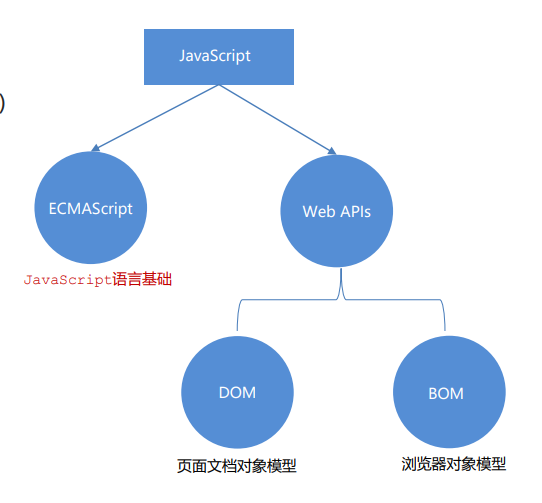 JavaScript
)
ECMAScript
Web APIs
JavaScript语言基础
DOM
BOM
页面文档对象模型
浏览器对象模型